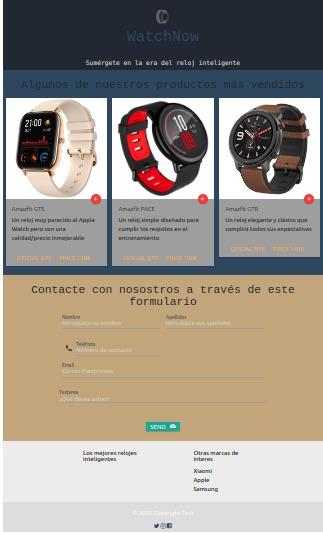 WatchNow
Sumérgete en la era del reloj inteligente
Algunos de nuestros productos más vendidos
Amazfit GTS
Un reloj muy parecido al Apple
Watch pero con una
calidad/precio inmejorable
OFICIAL SITE PRICE 129€
Amazfit PACE
Un reloj simple diseñado para
cumplir los reqisitos en el
entrenamiento
OFICIAL SITE PRICE
Amazfit GTR
Un reloj elegante y clásico que
cumplirá todos sus expectativas
OFICIAL SITE PRICE
Contacte con nosostros a través de este
formulario
Nombre
Introduzca su nombre
Apellidos
Introduzca sus apellidos
Teléfono
Número de contacto
Email
Correo Electronico
Textarea
¿Qué desea saber?
SEND
Los mejores relojes
inteligentes
Otras marcas de
interes
Xiaomi
Apple
Samsung
© 2020 Copyright Text